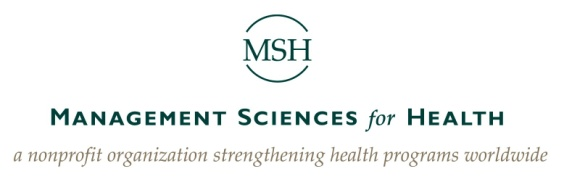 MSH
MANAGEMENT SCIENCES for HEALTH
a nonprofit organization strengthening health programs worldwide